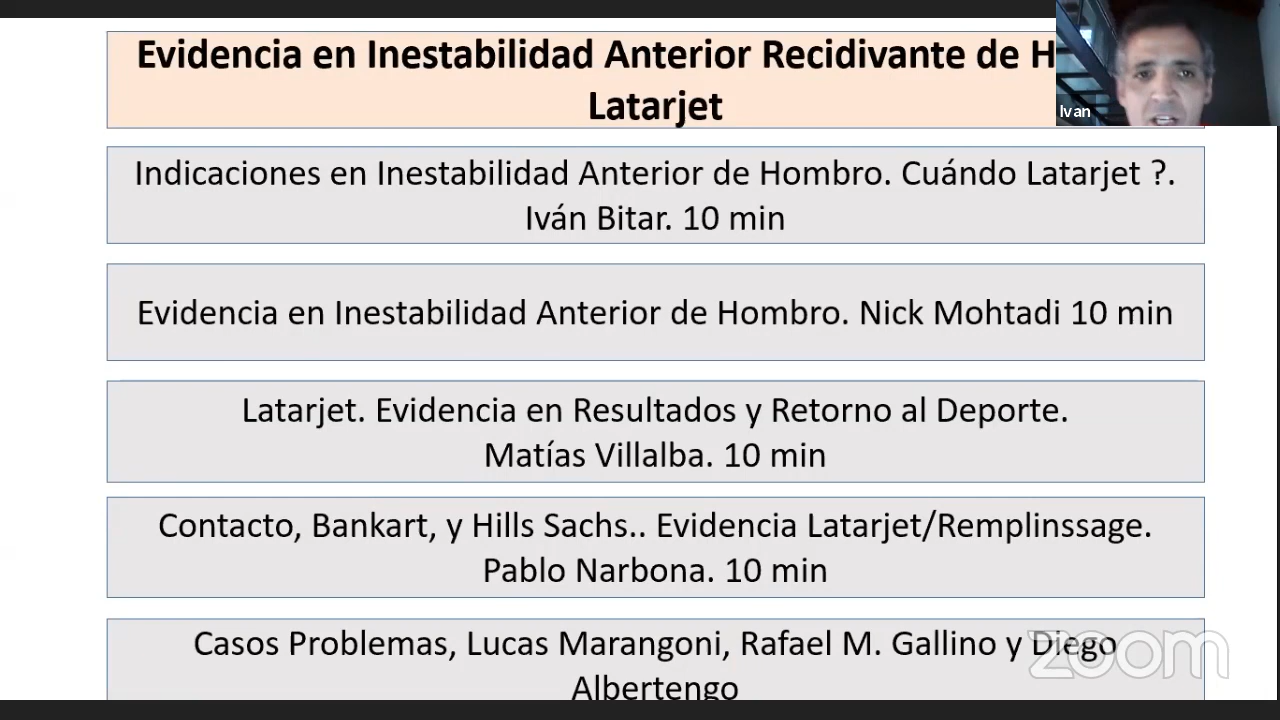 Evidencia en Inestabilidad Anterior Recidivante de H
Latarjet
Ivan
Indicaciones en Inestabilidad Anterior de Hombro. Cuándo Latarjet ?.
Iván Bitar. 10 min
Evidencia en Inestabilidad Anterior de Hombro. Nick Mohtadi 10 min
Latarjet. Evidencia en Resultados y Retorno al Deporte.
Matías Villalba. 10 min
Contacto, Bankart, y Hills Sachs.. Evidencia Latarjet/Remplinssage.
Pablo Narbona. 10 min
Casos Problemas, Lucas Marangoni, Rafael M. Gallino y Diego
Albertengo
zoom